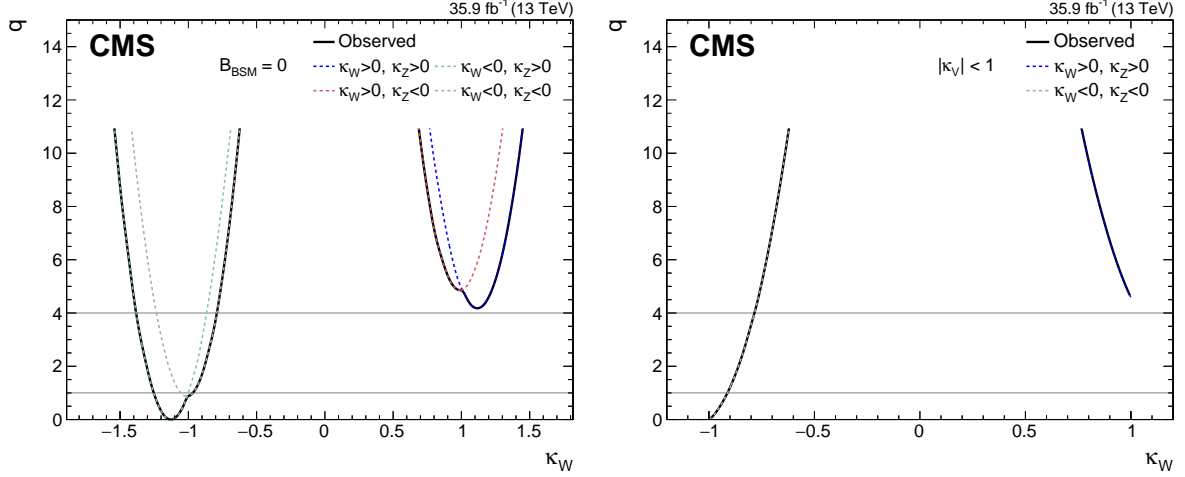 35.9 fb⁻¹ (13 TeV)
q
CMS
B_BSM = 0
Observed
κ_W>0, κ_Z>0
κ_W<0, κ_Z>0
κ_W>0, κ_Z<0
κ_W<0, κ_Z<0
14
12
10
8
6
4
2
0
−1.5 −1 −0.5 0 0.5 1 1.5
κ_W
35.9 fb⁻¹ (13 TeV)
q
CMS
|κ_V| < 1
Observed
κ_W>0, κ_Z>0
κ_W<0, κ_Z<0
14
12
10
8
6
4
2
0
−1 −0.5 0 0.5 1
κ_W